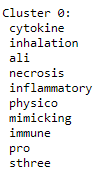 Cluster 0:
cytokine
inhalation
ali
necrosis
inflammatory
physico
mimicking
immune
pro
sthree